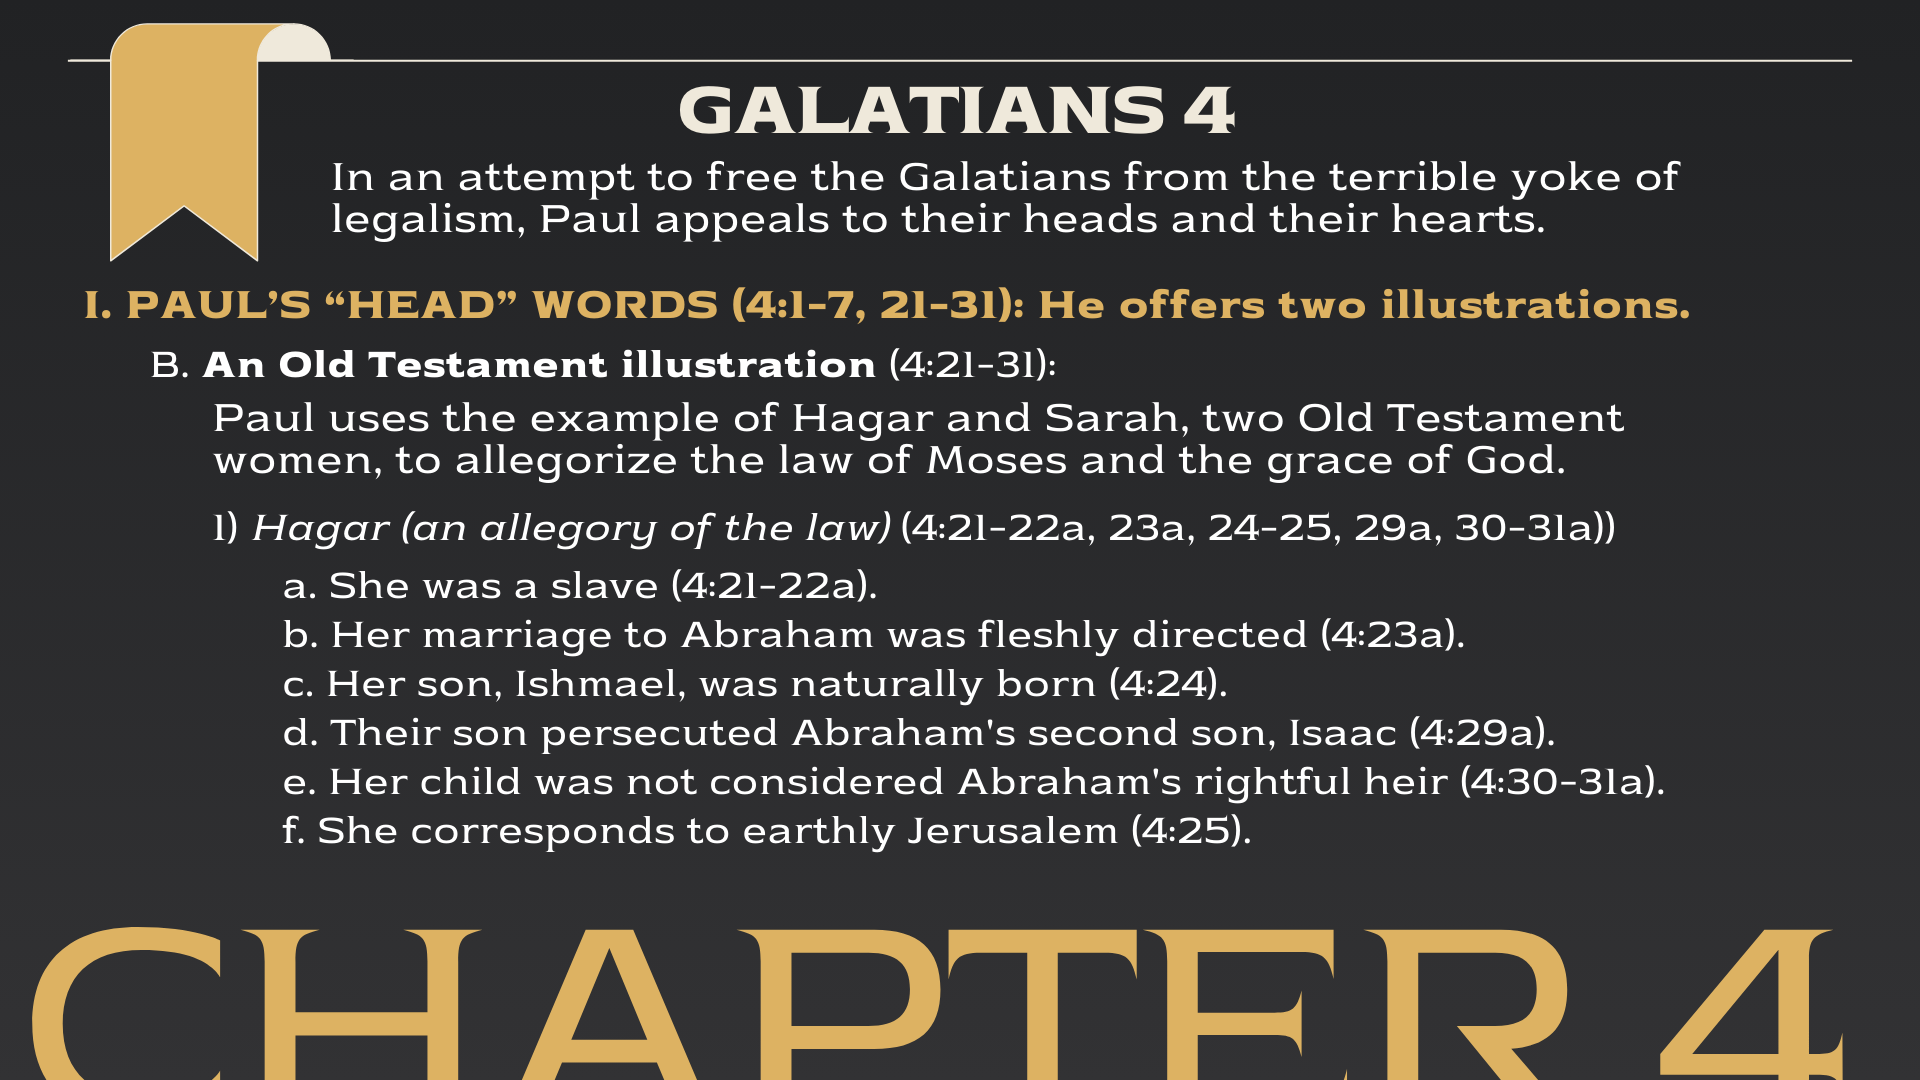 GALATIANS 4
In an attempt to free the Galatians from the terrible yoke of
legalism, Paul appeals to their heads and their hearts.
I. PAUL’S “HEAD” WORDS (4:1-7, 21-31): He offers two illustrations.
B. An Old Testament illustration (4:21-31):
Paul uses the example of Hagar and Sarah, two Old Testament
women, to allegorize the law of Moses and the grace of God.
1) Hagar (an allegory of the law) (4:21-22a, 23a, 24-25, 29a, 30-31a))
a. She was a slave (4:21-22a).
b. Her marriage to Abraham was fleshly directed (4:23a).
c. Her son, Ishmael, was naturally born (4:24).
d. Their son persecuted Abraham's second son, Isaac (4:29a).
e. Her child was not considered Abraham's rightful heir (4:30-31a).
f. She corresponds to earthly Jerusalem (4:25).
CHAPTER 4